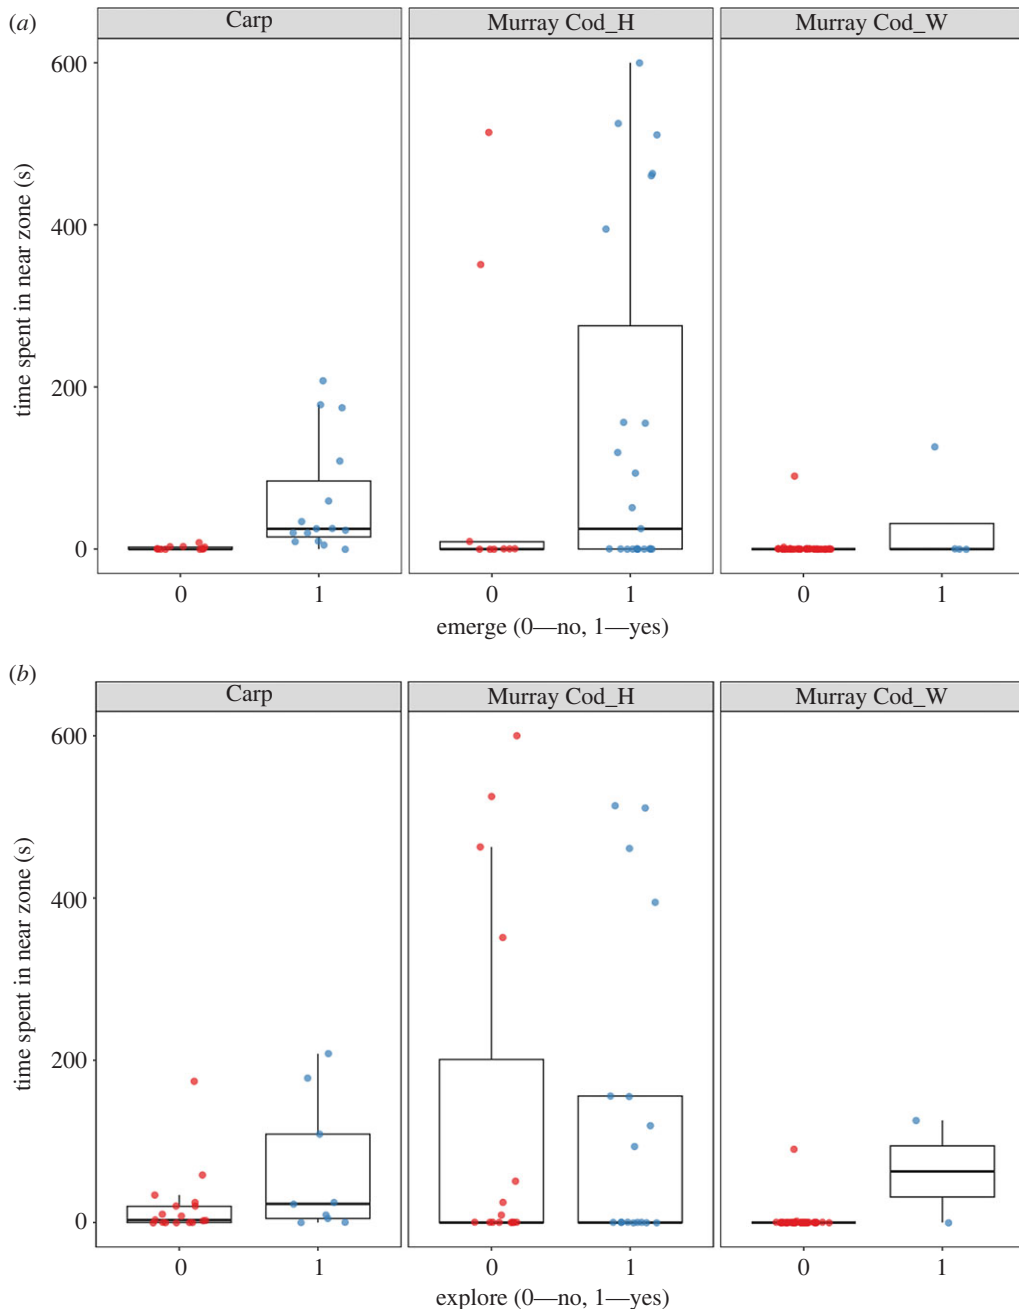 (a)
Carp Murray Cod_H Murray Cod_W
600
400
200
0
time spent in near zone (s)
0 1 0 1 0 1
emerge (0—no, 1—yes)
(b)
Carp Murray Cod_H Murray Cod_W
600
400
200
0
time spent in near zone (s)
0 1 0 1 0 1
explore (0—no, 1—yes)